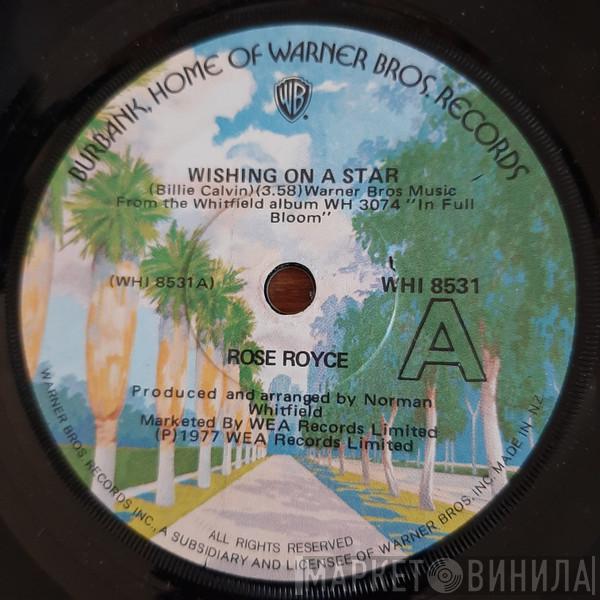 BURBANK, HOME OF WARNER BROS. RECORDS
WB
WISHING ON A STAR
(Billie Calvin)(3.58)Warner Bros Music
From the Whitfield album WH 3074 "In Full
Bloom"
(WHI 8531A)
WHI 8531
A
ROSE ROYCE
Produced and arranged by Norman
Whitfield
Marketed By WEA Records Limited
(P)1977 WEA Records Limited
ALL RIGHTS RESERVED
WARNER BROS RECORDS INC., A SUBSIDIARY AND LICENSEE OF WARNER BROS. INC. MADE IN N.Z.
МАРКЕТ ВИНИЛА